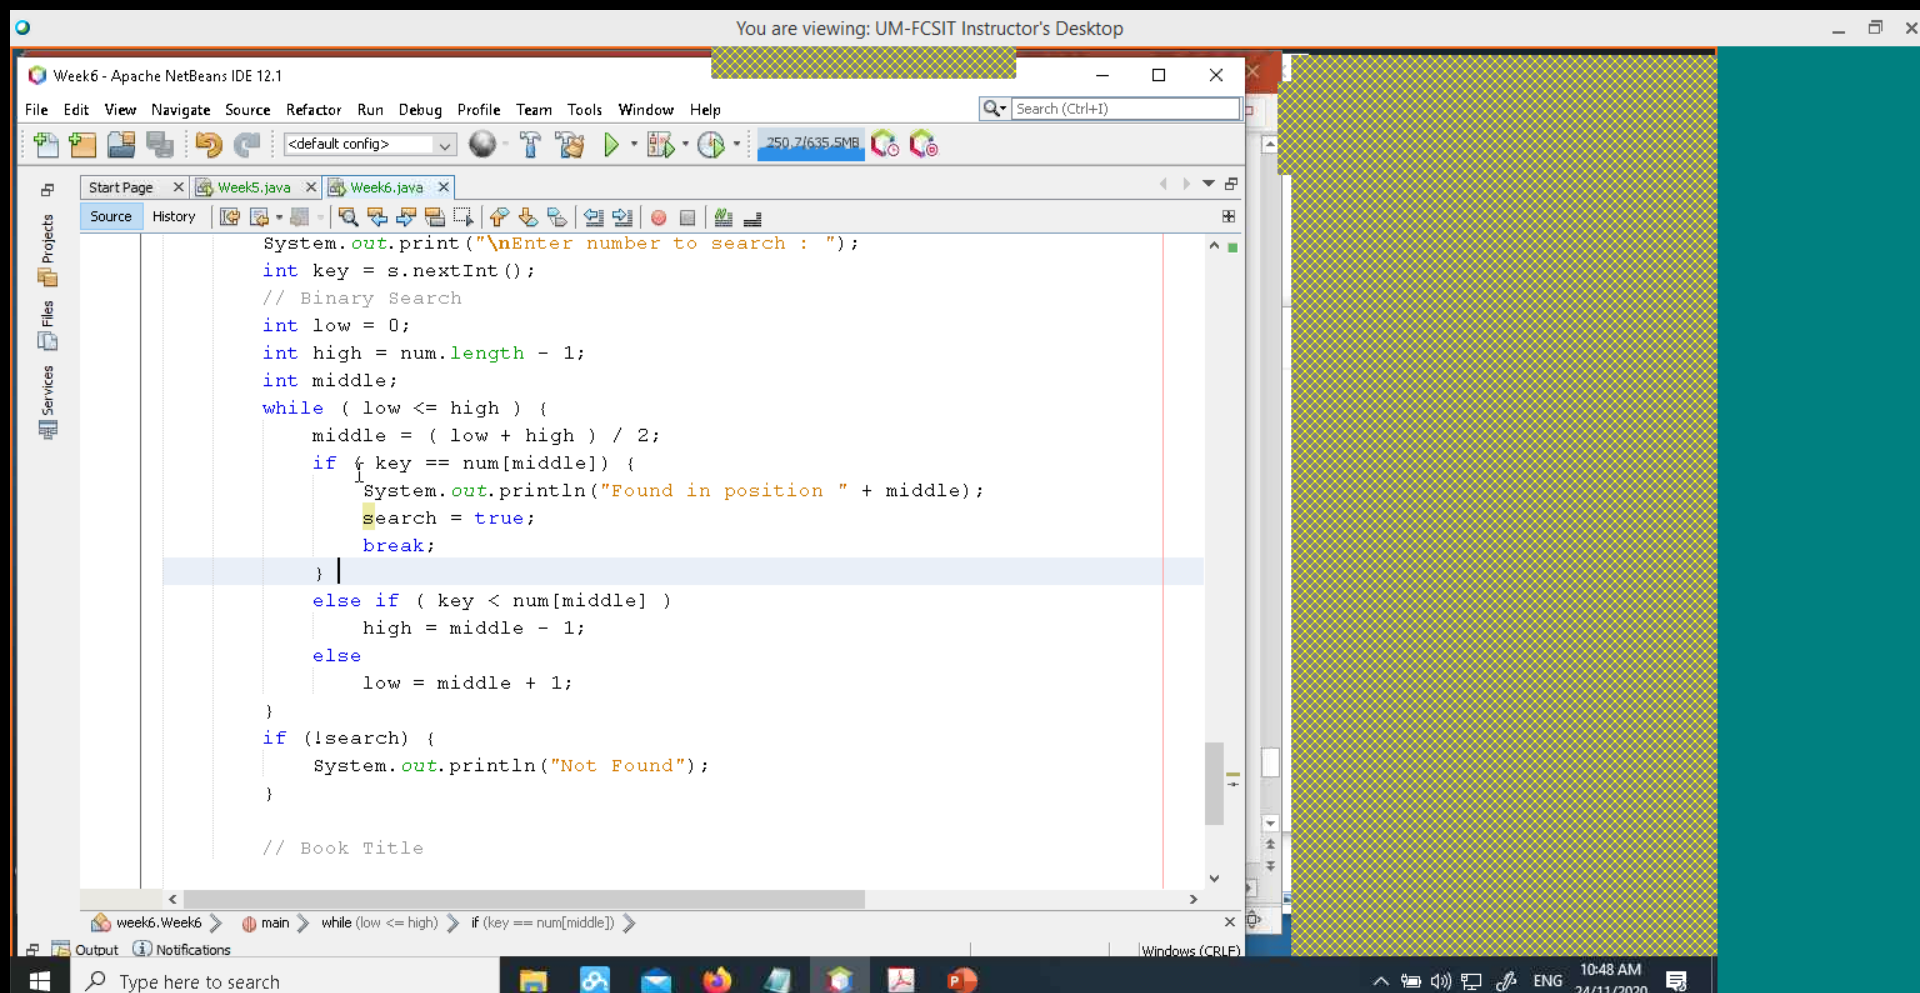 You are viewing: UM-FCSIT Instructor's Desktop
Week6 - Apache NetBeans IDE 12.1
File Edit View Navigate Source Refactor Run Debug Profile Team Tools Window Help
Search (Ctrl+I)
<default config>
250.7/635.5MB
Start Page Week5.java Week6.java
Source History
Projects
Files
Services
System.out.print("\nEnter number to search : ");
int key = s.nextInt();
// Binary Search
int low = 0;
int high = num.length - 1;
int middle;
while ( low <= high ) {
middle = ( low + high ) / 2;
if ( key == num[middle]) {
System.out.println("Found in position " + middle);
search = true;
break;
}
else if ( key < num[middle] )
high = middle - 1;
else
low = middle + 1;
}
if (!search) {
System.out.println("Not Found");
}
// Book Title
week6.Week6 main while (low <= high) if (key == num[middle])
Output Notifications
Windows (CRLF)
Type here to search
ENG
10:48 AM
24/11/2020